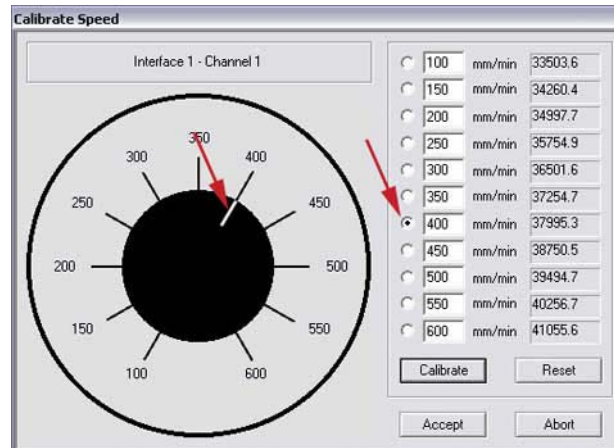 Calibrate Speed
Interface 1 - Channel 1
350
300
400
250
450
200
500
150
550
100
600
100 mm/min 33503.6
150 mm/min 34260.4
200 mm/min 34997.7
250 mm/min 35754.9
300 mm/min 36501.6
350 mm/min 37254.7
400 mm/min 37995.3
450 mm/min 38750.5
500 mm/min 39494.7
550 mm/min 40256.7
600 mm/min 41055.6
Calibrate Reset
Accept Abort